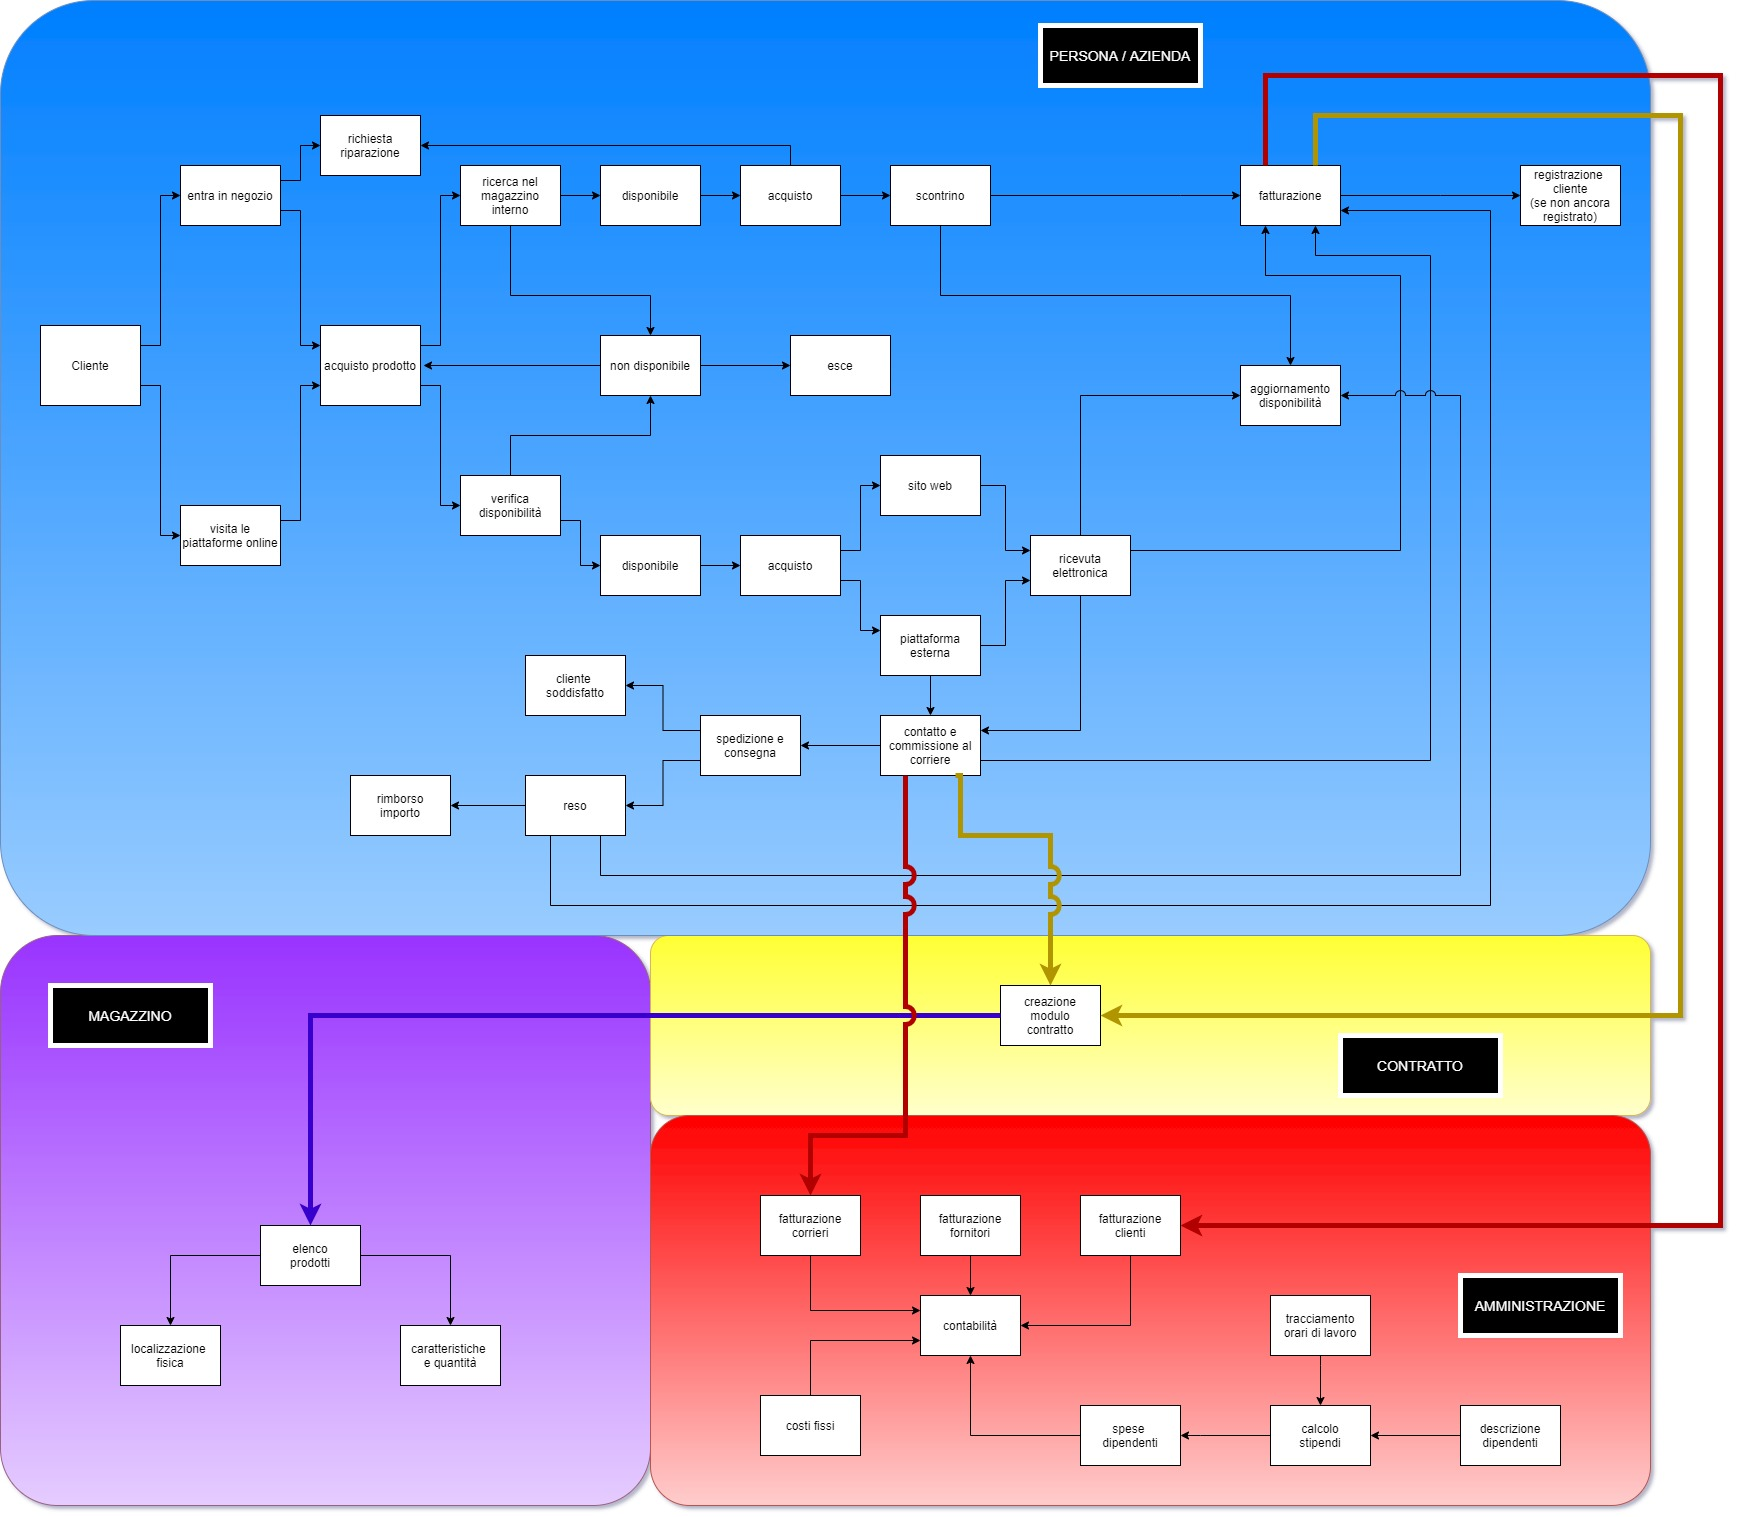 PERSONA / AZIENDA
richiesta
riparazione
entra in negozio
ricerca nel
magazzino
interno
disponibile
acquisto
scontrino
fatturazione
registrazione
cliente
(se non ancora
registrato)
Cliente
acquisto prodotto
non disponibile
esce
aggiornamento
disponibilità
visita le
piattaforme online
verifica
disponibilità
disponibile
acquisto
sito web
piattaforma
esterna
ricevuta
elettronica
cliente
soddisfatto
spedizione e
consegna
contatto e
commissione al
corriere
rimborso
importo
reso
MAGAZZINO
creazione
modulo
contratto
CONTRATTO
elenco
prodotti
localizzazione
fisica
caratteristiche
e quantità
fatturazione
corrieri
fatturazione
fornitori
fatturazione
clienti
contabilità
tracciamento
orari di lavoro
AMMINISTRAZIONE
costi fissi
spese
dipendenti
calcolo
stipendi
descrizione
dipendenti